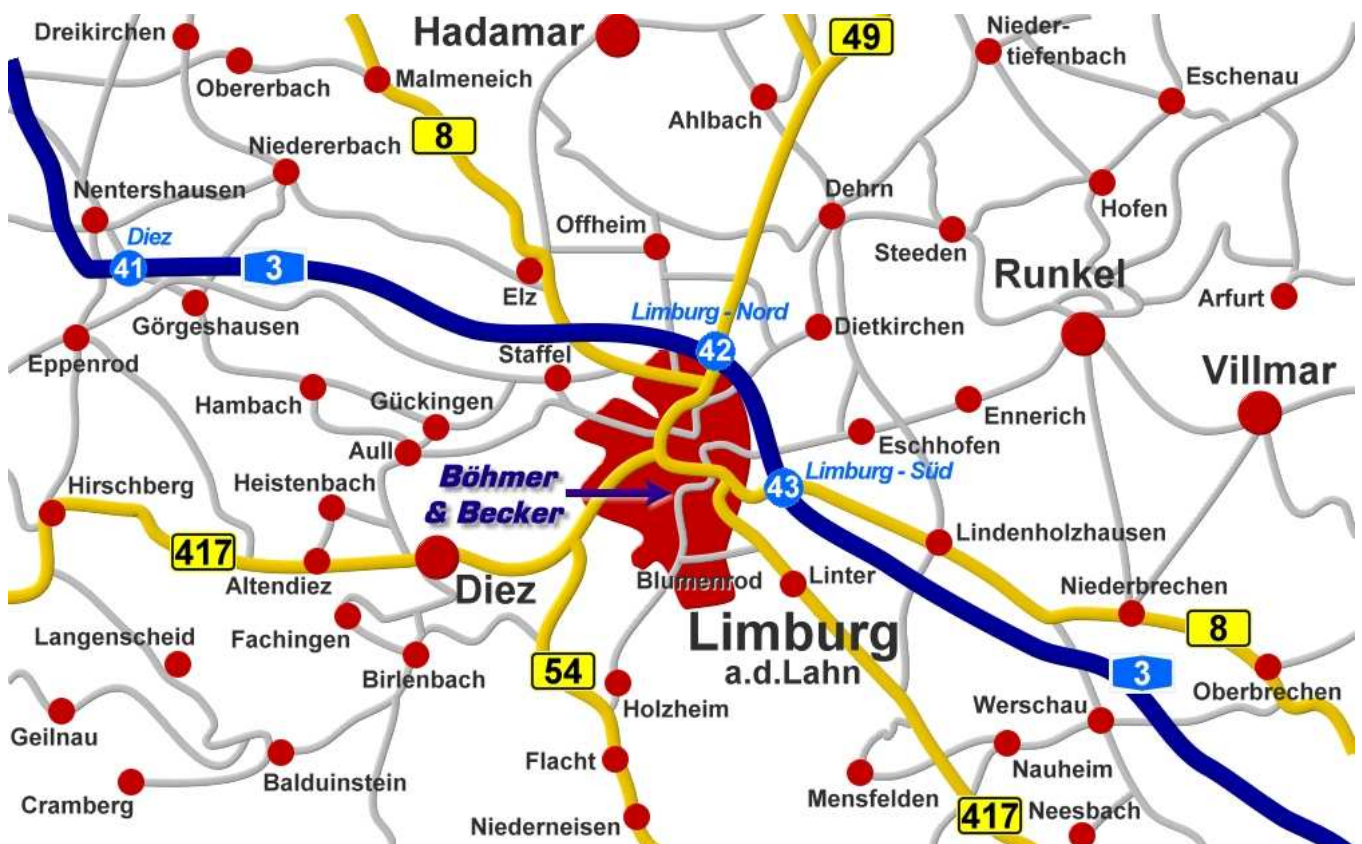 Dreikirchen
Hadamar
49
Nieder-
tiefenbach
Obererbach
Malmeneich
Eschenau
Ahlbach
8
Niedererbach
Nentershausen
Dehrn
Hofen
Offheim
Diez
Steeden
41
3
Runkel
Elz
Arfurt
Görgeshausen
Limburg - Nord
Dietkirchen
42
Staffel
Eppenrod
Villmar
Hambach
Gückingen
Ennerich
Aull
Eschhofen
Hirschberg
Heistenbach
Böhmer
& Becker
Limburg - Süd
43
Lindenholzhausen
417
Altendiez
Diez
Blumenrod
Linter
Niederbrechen
Langenscheid
Fachingen
Limburg
a.d.Lahn
8
Birlenbach
54
3
Oberbrechen
Geilnau
Holzheim
Werschau
Balduinstein
Flacht
Nauheim
Cramberg
Mensfelden
Niederneisen
417
Neesbach